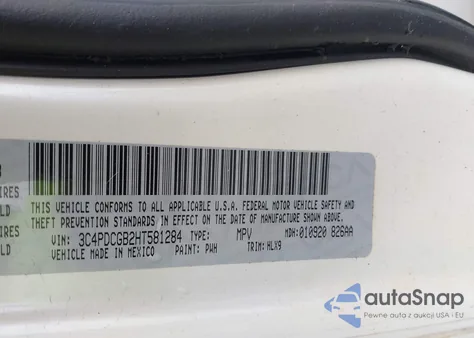 IRES
LD
IRES
LD
THIS VEHICLE CONFORMS TO ALL APPLICABLE U.S.A. FEDERAL MOTOR VEHICLE SAFETY AND
THEFT PREVENTION STANDARDS IN EFFECT ON THE DATE OF MANUFACTURE SHOWN ABOVE.
VIN: 3C4PDCGB2HT581284 TYPE: MPV MDH:010920 826AA
VEHICLE MADE IN MEXICO PAINT: PWH TRIM: HLX9
autaSnap
Pewne auta z aukcji USA i EU